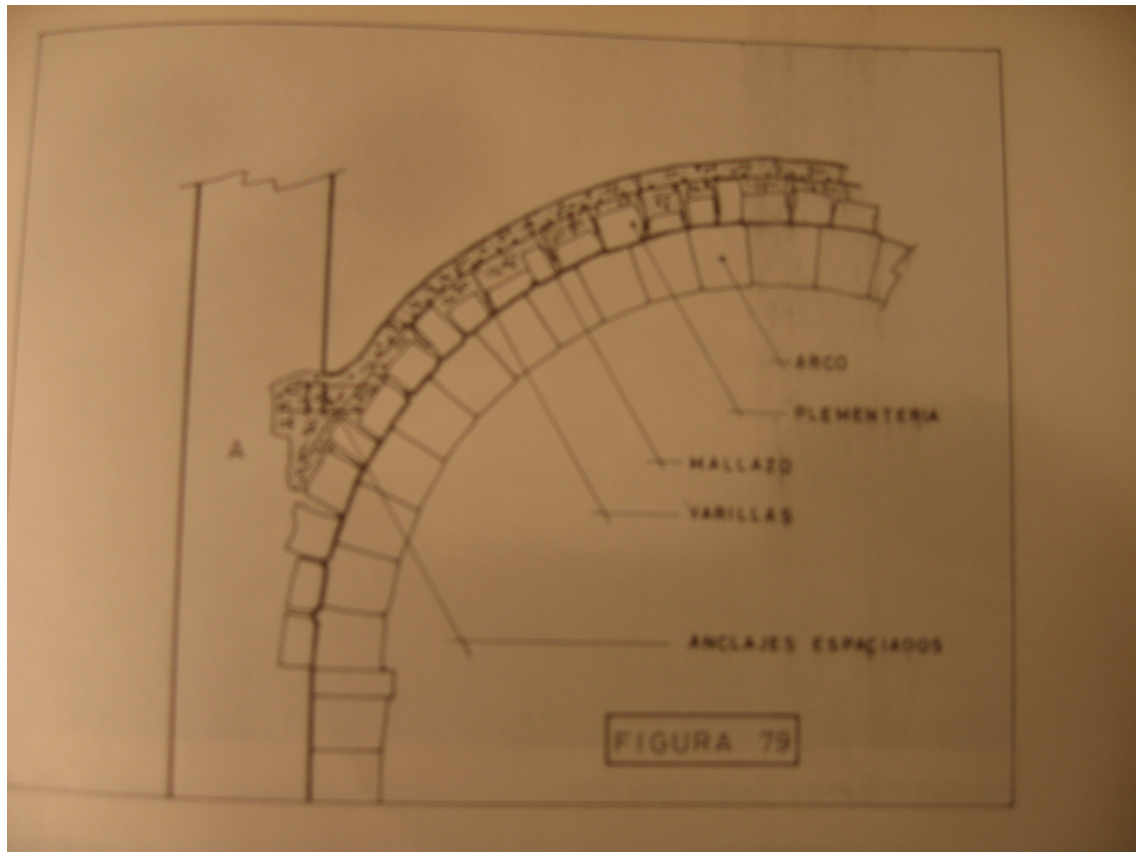 ARCO
PLEMENTERIA
A
MALLAZO
VARILLAS
ANCLAJES ESPACIADOS
FIGURA 79